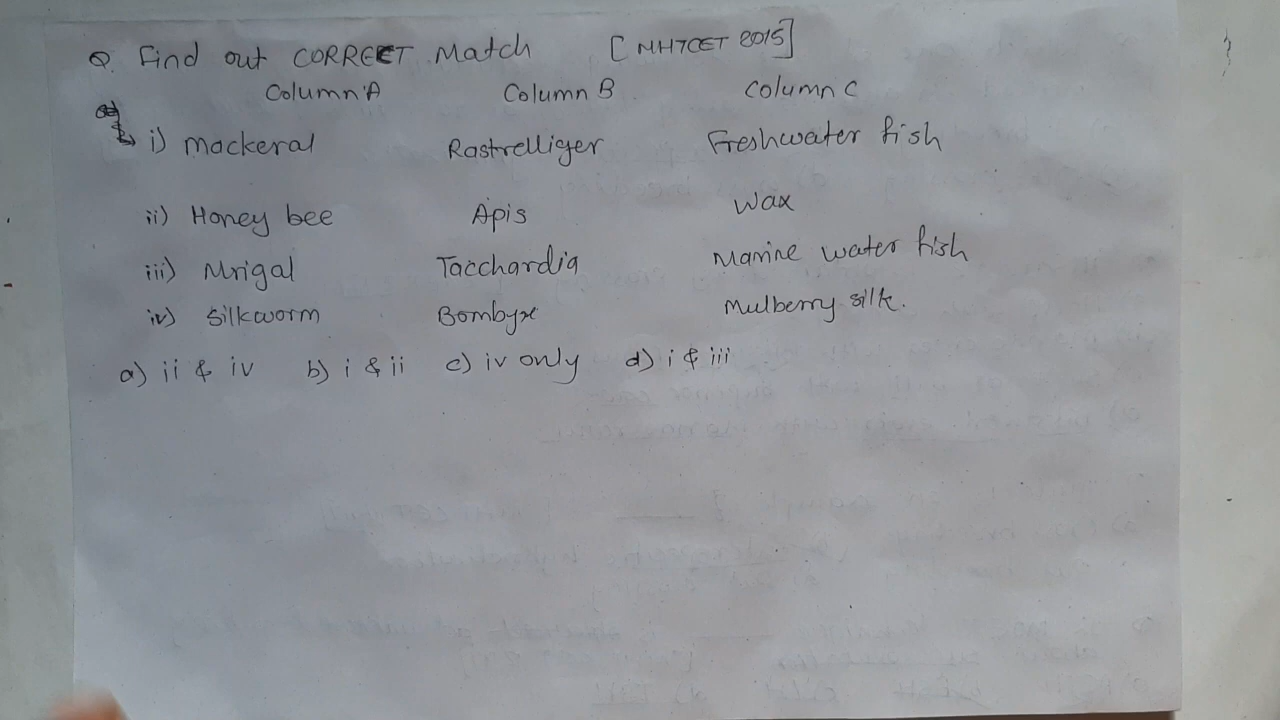 Q. Find out CORRECT Match [MHTCET 2015]
Column A Column B Column C
i) Mackeral Rastrelliger Freshwater fish
ii) Honey bee Apis Wax
iii) Mrigal Tacchardia Marine water fish
iv) Silkworm Bombyx Mulberry silk.
a) ii & iv b) i & ii c) iv only d) i & iii